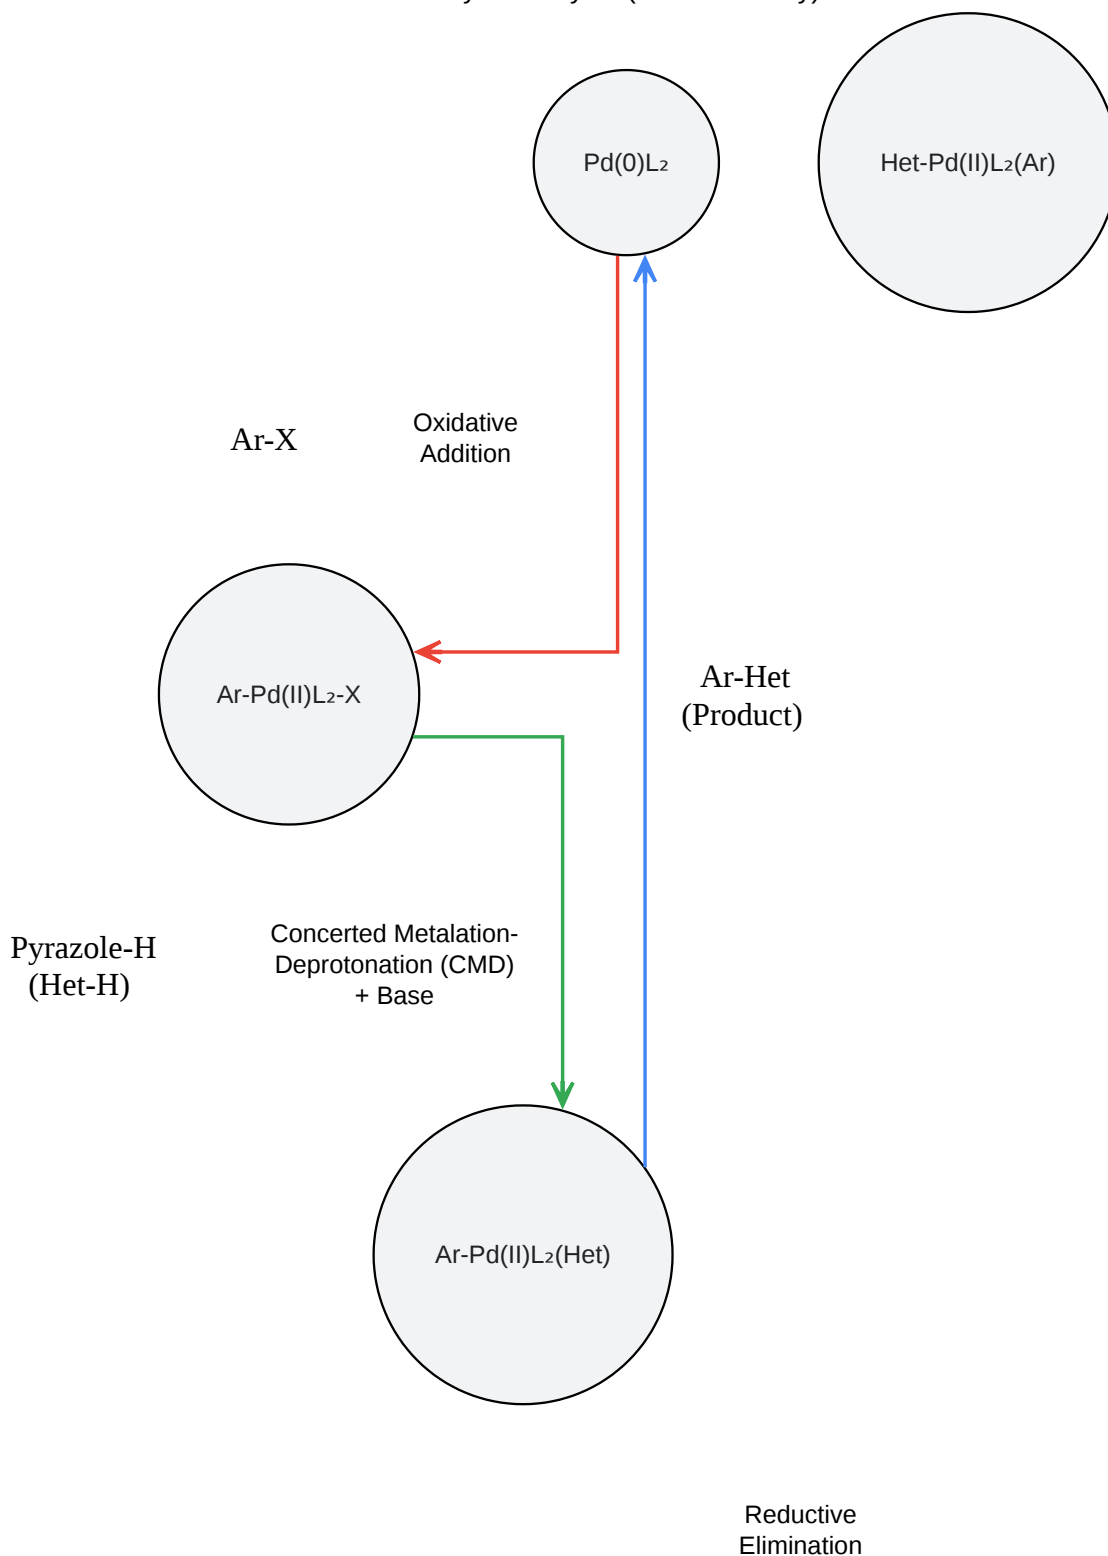 Pd(0)L₂
Het-Pd(II)L₂(Ar)
Oxidative
Addition
Ar-X
Ar-Pd(II)L₂-X
Ar-Het
(Product)
Pyrazole-H
(Het-H)
Concerted Metalation-
Deprotonation (CMD)
+ Base
Ar-Pd(II)L₂(Het)
Reductive
Elimination